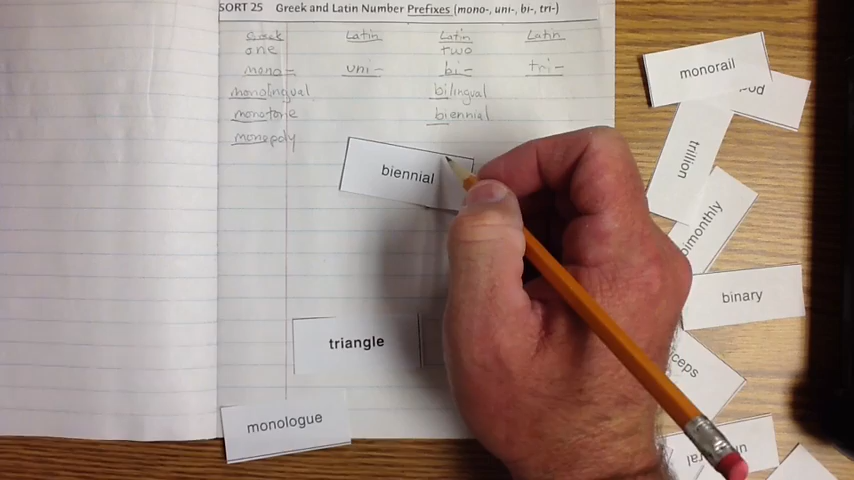 SORT 25 Greek and Latin Number Prefixes (mono-, uni-, bi-, tri-)
Greek Latin Latin Latin
one two
mono- uni- bi- tri-
monolingual bilingual
monotone biennial
monopoly
biennial
triangle
monologue
monorail
trillion
bimonthly
binary